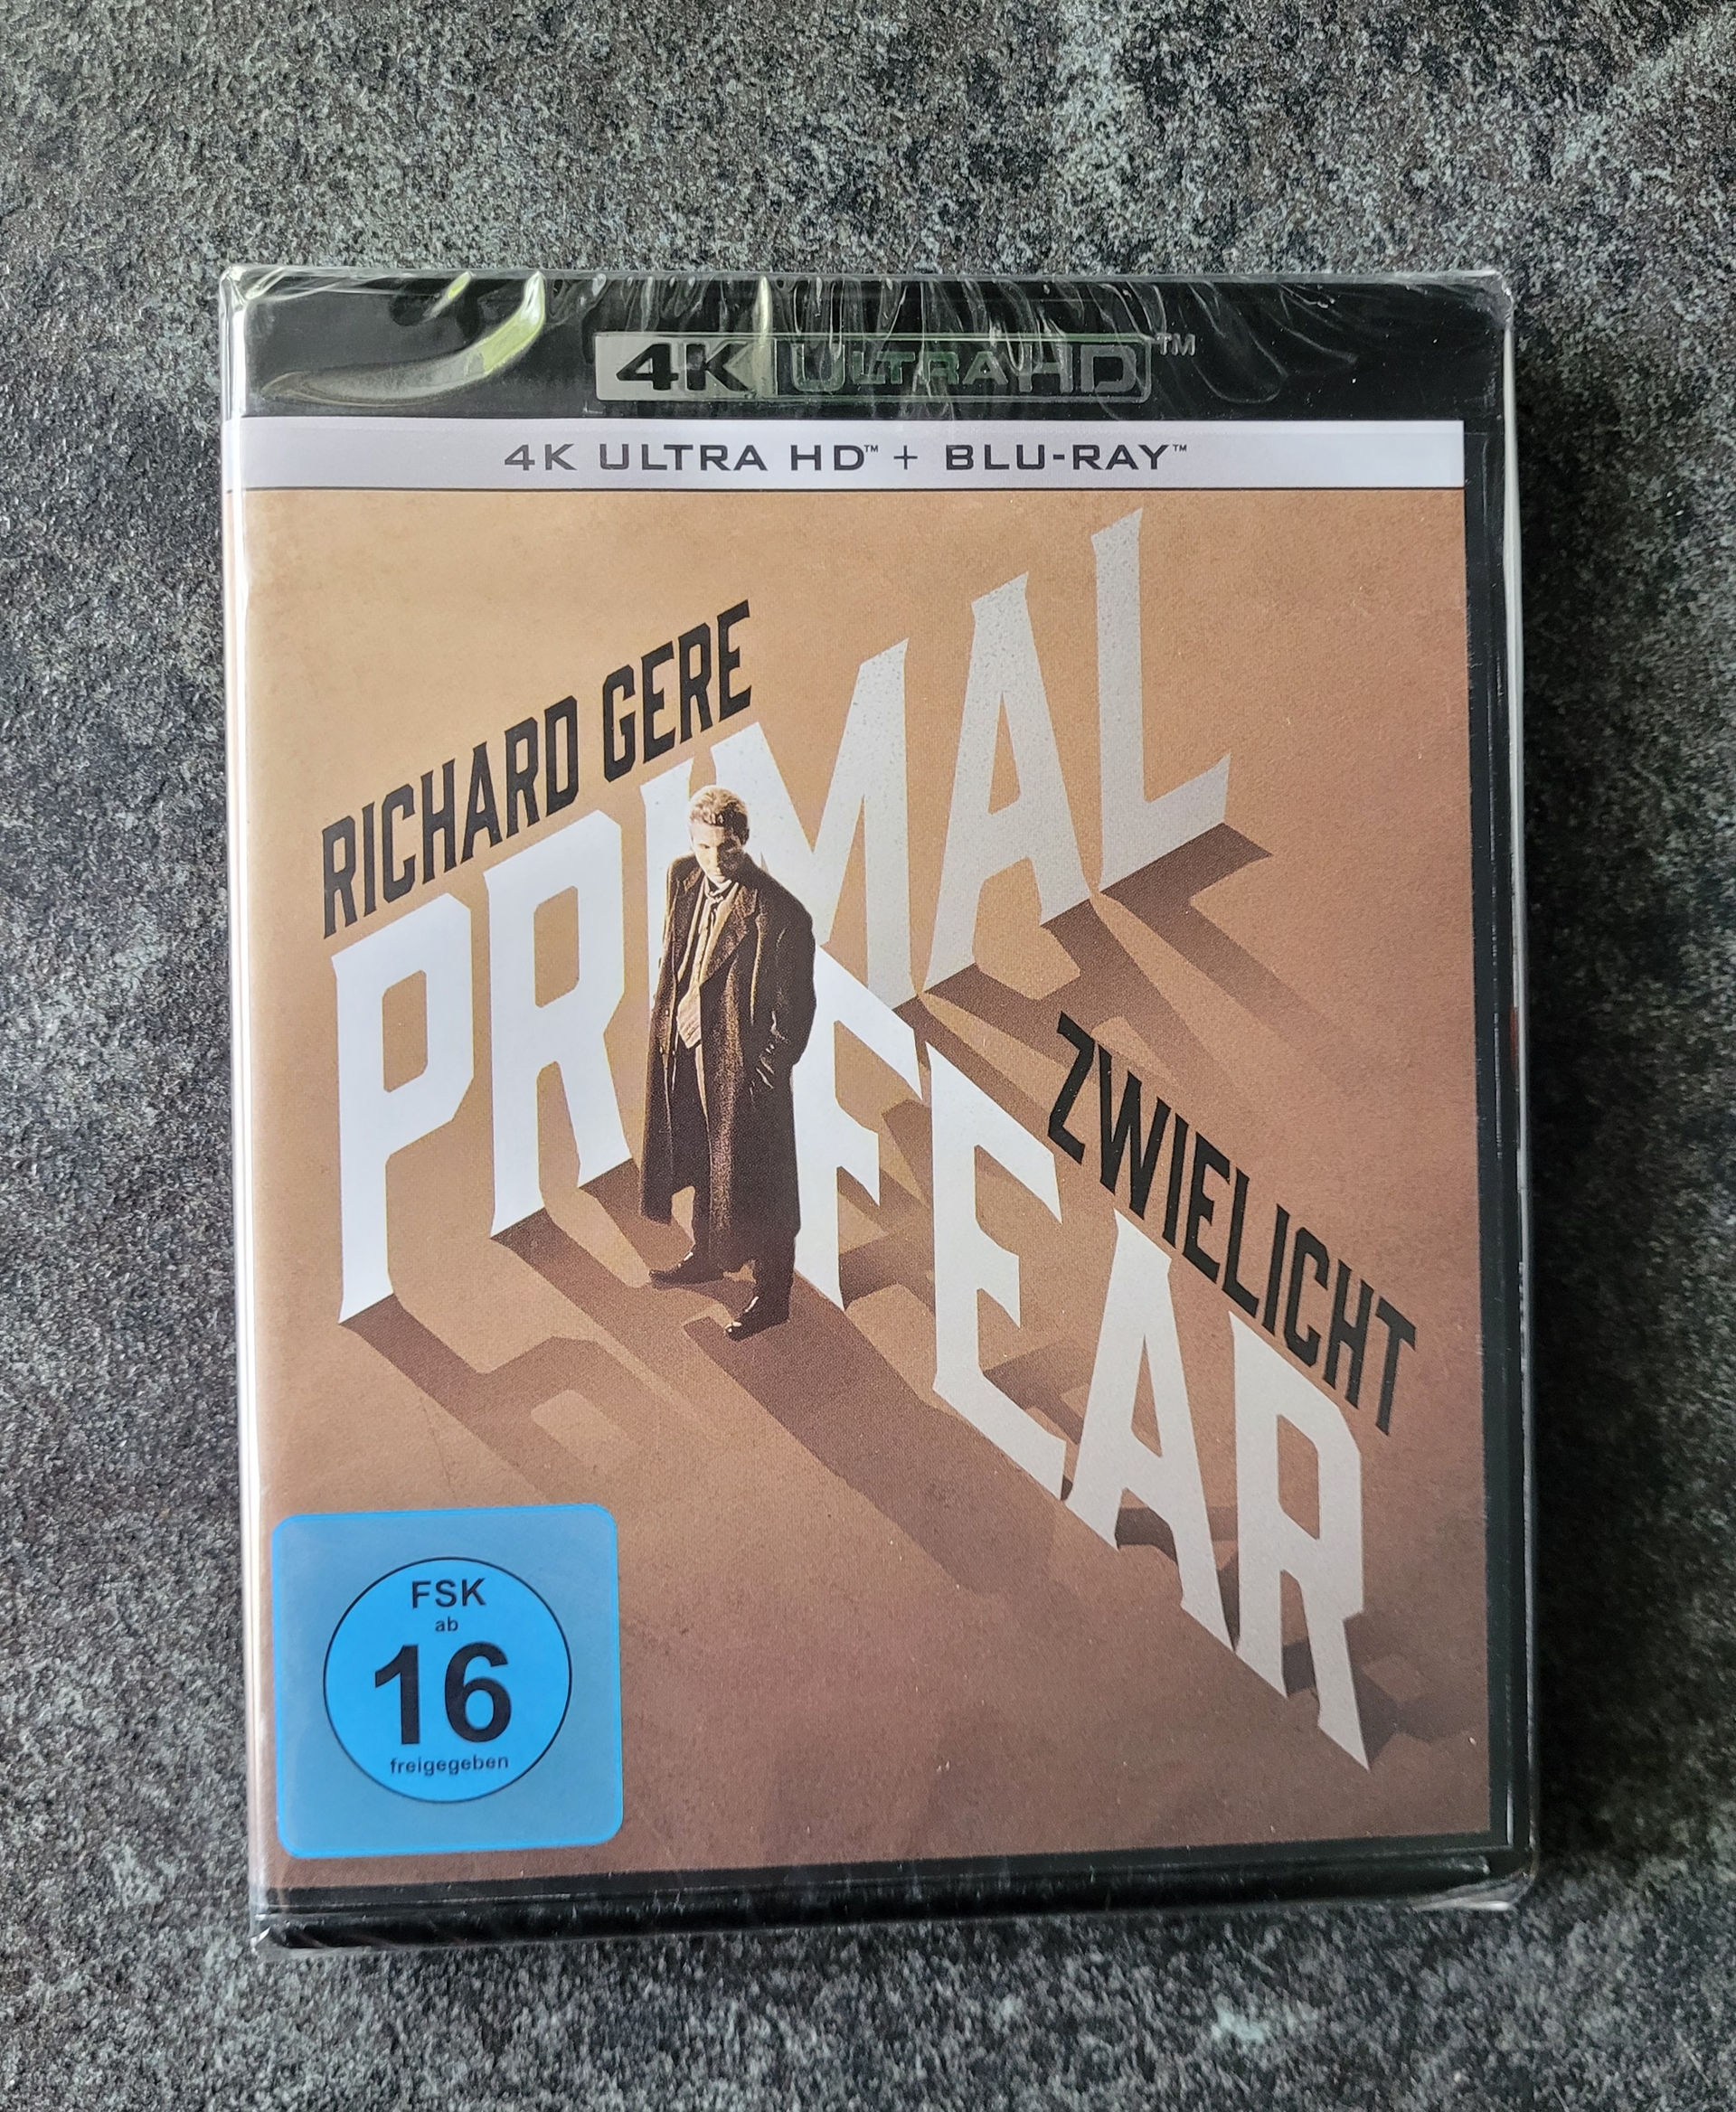 4K ULTRA HD™
4K ULTRA HD™ + BLU-RAY™
RICHARD GERE
PRIMAL
FEAR
ZWIELICHT
FSK
ab
16
freigegeben